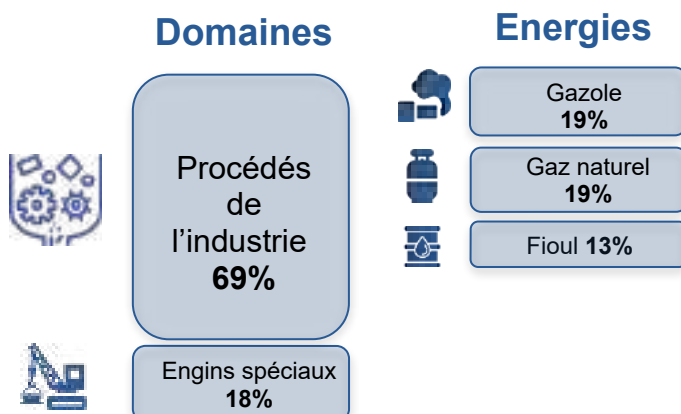 Domaines
Procédés
de
l’industrie
69%
Engins spéciaux
18%
Energies
Gazole
19%
Gaz naturel
19%
Fioul 13%